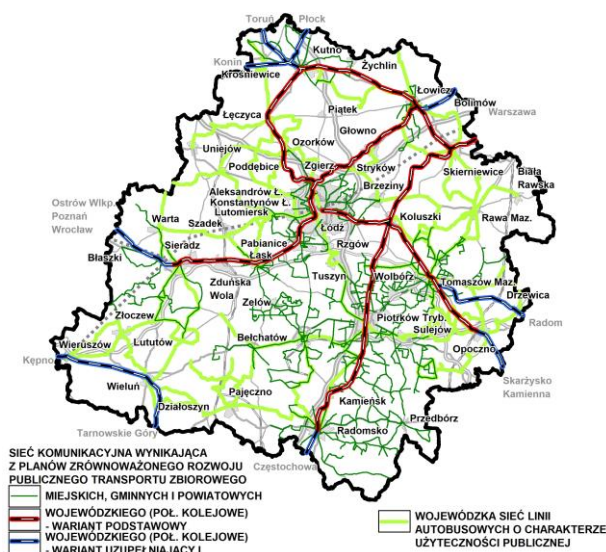 Toruń
Płock
Kutno
Konin
Krośniewice
Żychlin
Łowicz
Bolimów
Warszawa
Łęczyca
Piątek
Głowno
Ozorków
Uniejów
Poddębice
Zgierz
Stryków
Skierniewice
Brzeziny
Biała
Rawska
Aleksandrów Ł.
Konstantynów Ł.
Lutomiersk
Rawa Maz.
Ostrów Wlkp.
Poznań
Wrocław
Warta
Szadek
Koluszki
Łódź
Sieradz
Pabianice
Łask
Rzgów
Błaszki
Zduńska
Wola
Tuszyn
Wolbórz
Tomaszów Maz.
Drzewica
Złoczew
Zelów
Piotrków Tryb.
Sulejów
Radom
Wieruszów
Lututów
Bełchatów
Opoczno
Kępno
Wieluń
Pajęczno
Skarżysko
Kamienna
Działoszyn
Kamieńsk
Radomsko
Przedbórz
Tarnowskie Góry
Częstochowa
SIEĆ KOMUNIKACYJNA WYNIKAJĄCA
Z PLANÓW ZRÓWNOWAŻONEGO ROZWOJU
PUBLICZNEGO TRANSPORTU ZBIOROWEGO
MIEJSKICH, GMINNYCH I POWIATOWYCH
WOJEWÓDZKIEGO (POŁ. KOLEJOWE)
- WARIANT PODSTAWOWY
WOJEWÓDZKIEGO (POŁ. KOLEJOWE)
- WARIANT UZUPEŁNIAJĄCY I
WOJEWÓDZKA SIEĆ LINII
AUTOBUSOWYCH O CHARAKTERZE
UŻYTECZNOŚCI PUBLICZNEJ